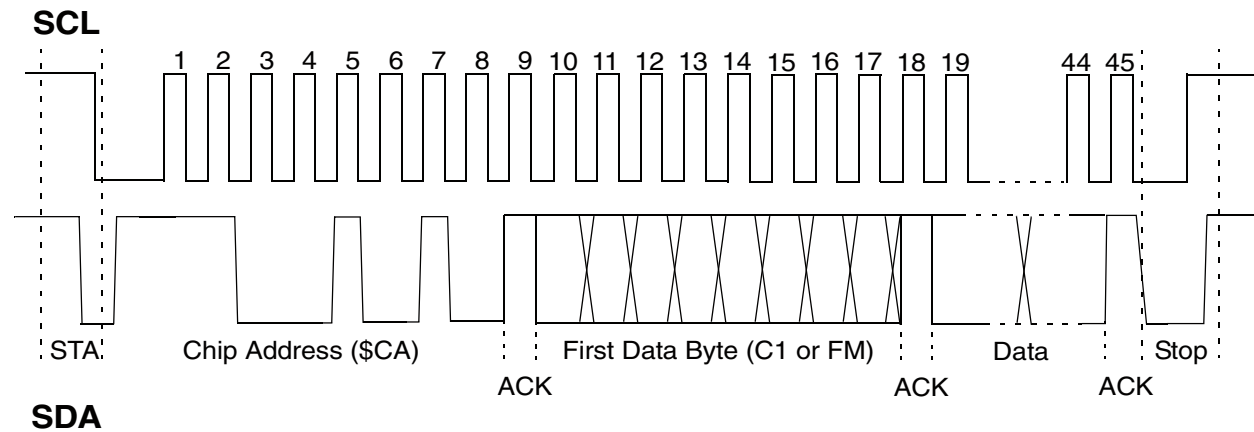 SCL
1 2 3 4 5 6 7 8 9 10 11 12 13 14 15 16 17 18 19 44 45
STA Chip Address ($CA) First Data Byte (C1 or FM) Data Stop
ACK ACK ACK
SDA